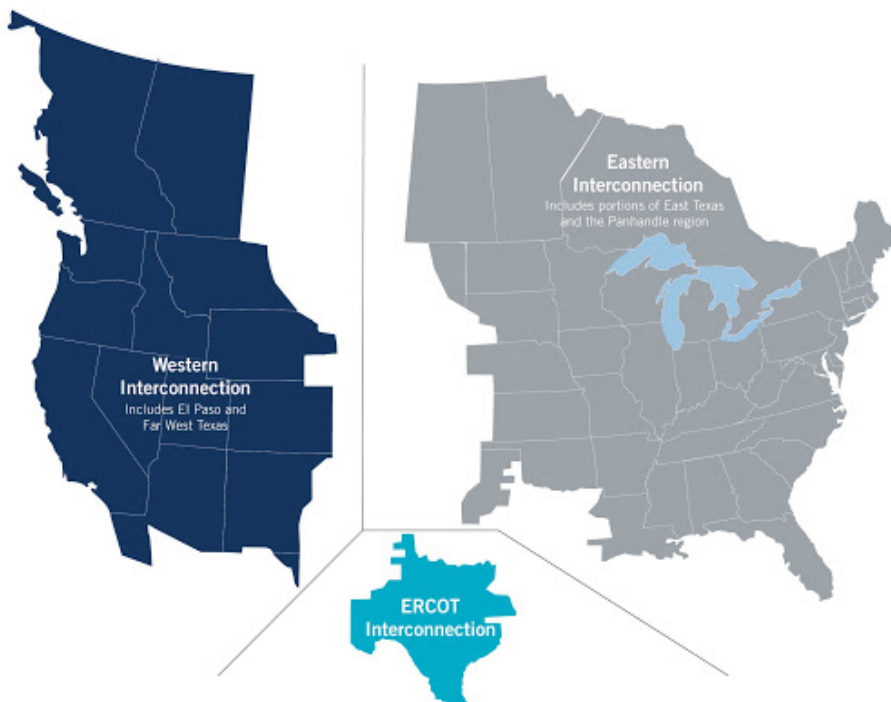 Western
Interconnection
Includes El Paso and
Far West Texas
Eastern
Interconnection
Includes portions of East Texas
and the Panhandle region
ERCOT
Interconnection